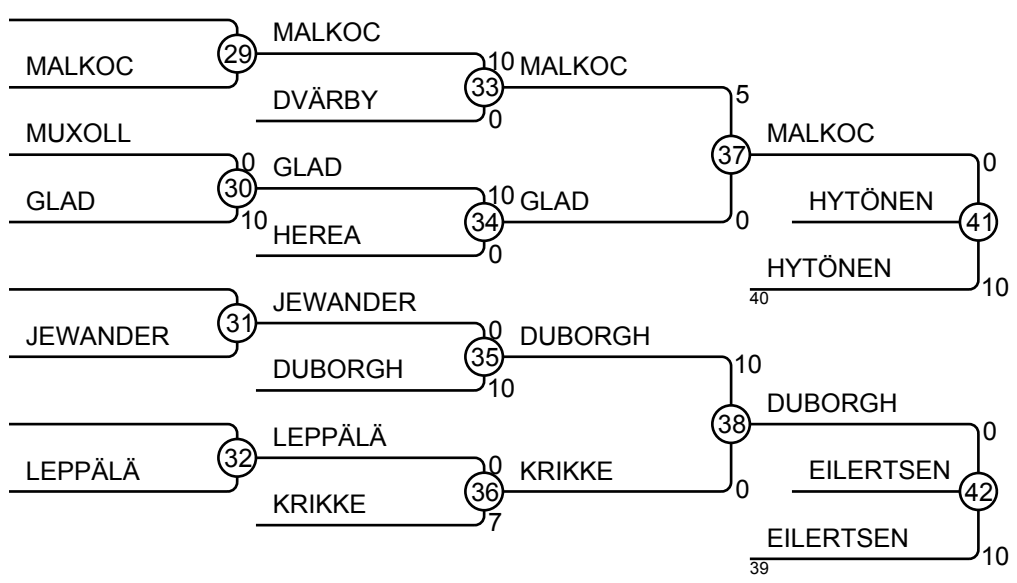 MALKOC
29
MALKOC
10
DVÄRBY
33
0
MALKOC
MUXOLL
0
GLAD
30
10
GLAD
10
HEREA
34
0
GLAD
5
37
0
MALKOC
0
HYTÖNEN
41
HYTÖNEN
40
10
JEWANDER
31
JEWANDER
0
DUBORGH
35
10
DUBORGH
LEPPÄLÄ
32
LEPPÄLÄ
0
KRIKKE
36
7
KRIKKE
10
38
0
DUBORGH
0
EILERTSEN
42
EILERTSEN
39
10